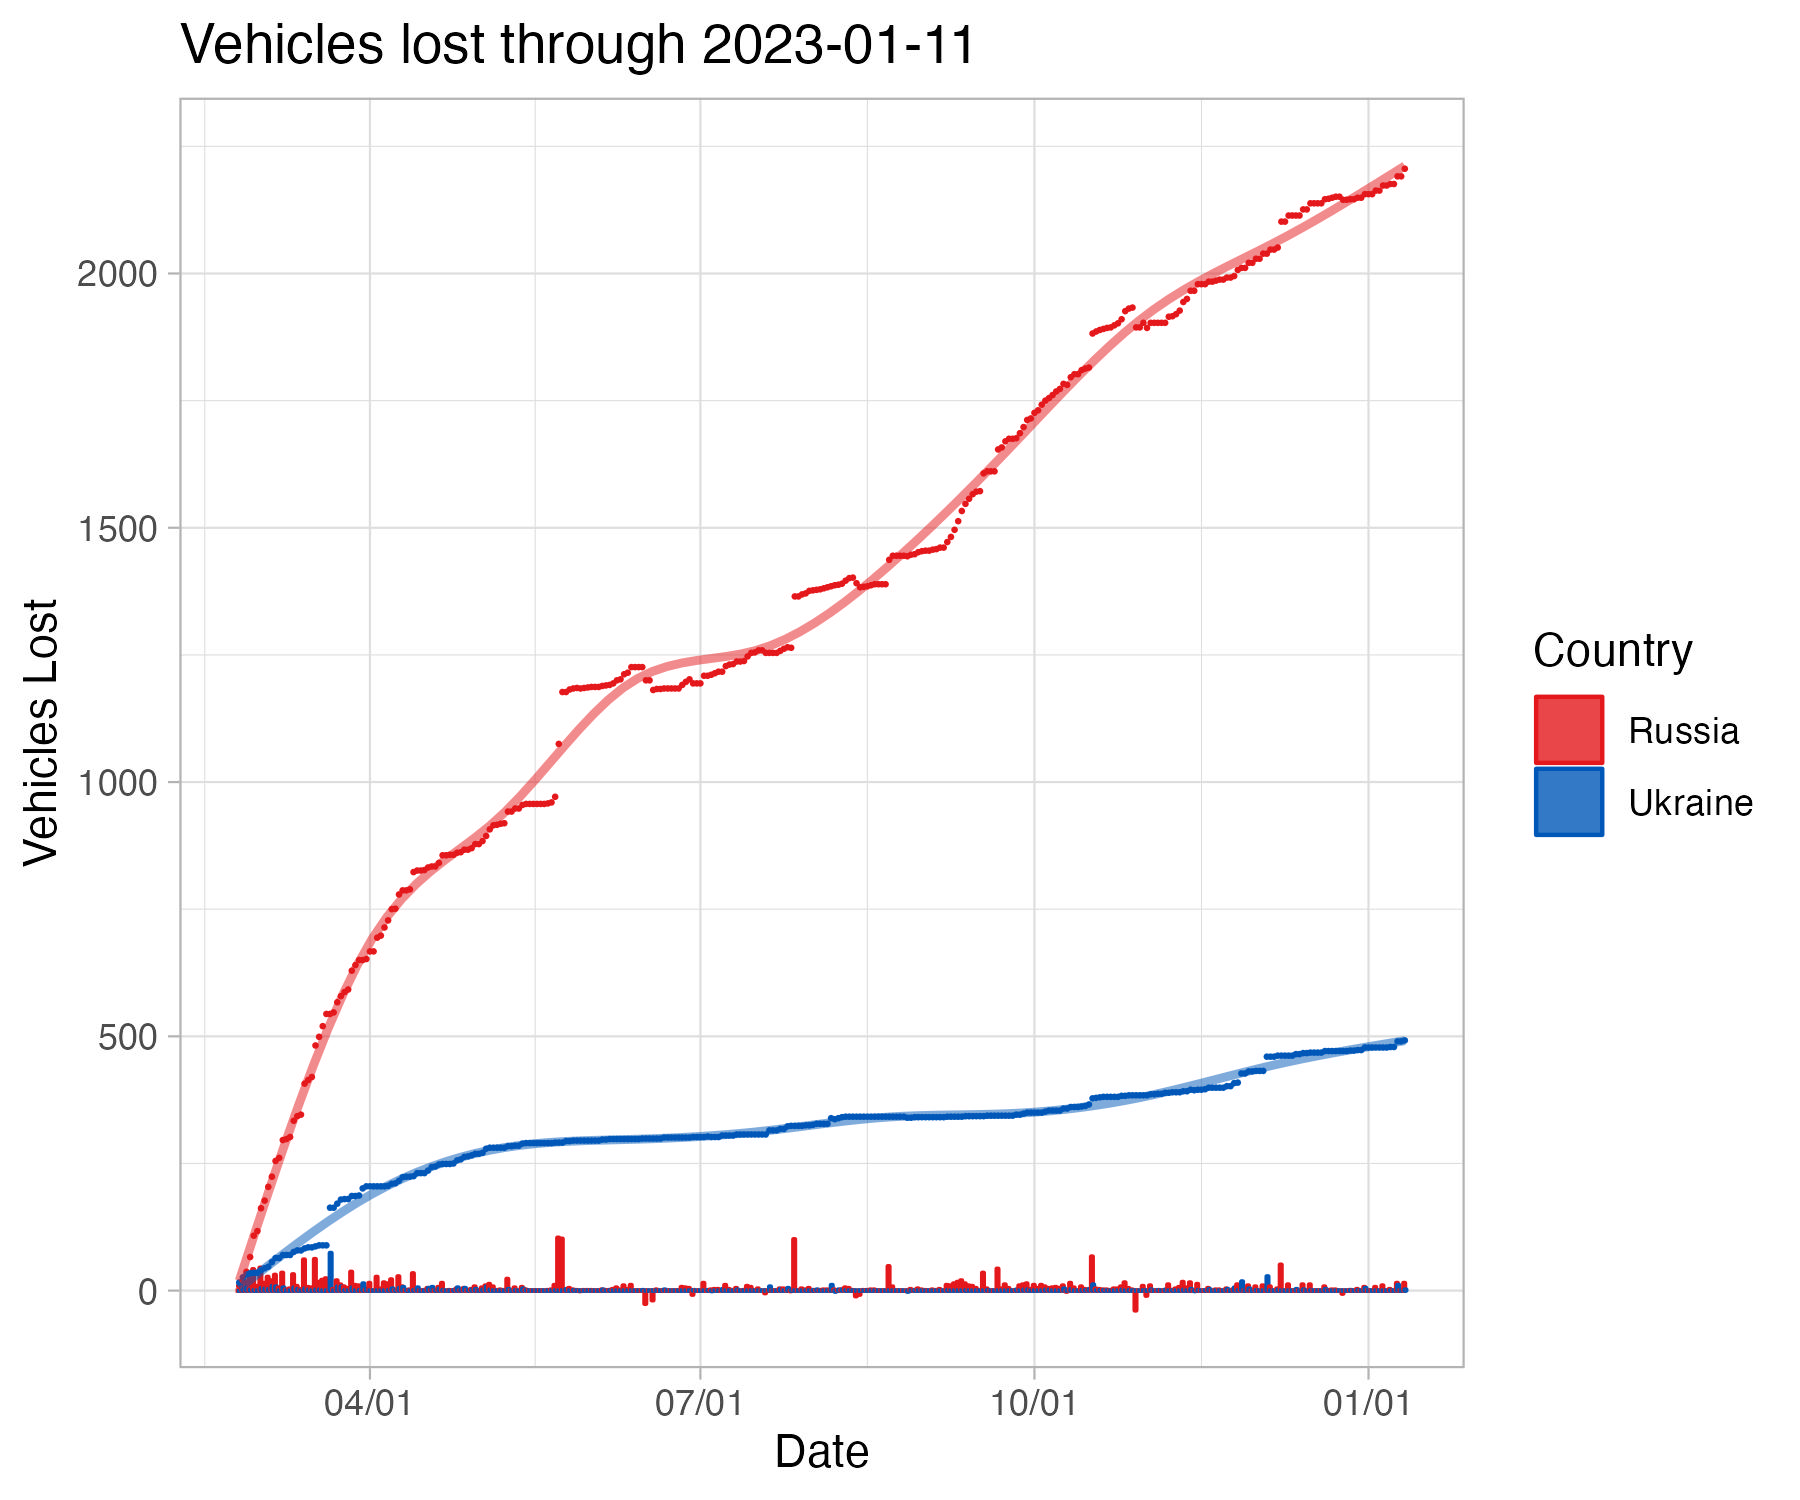 Vehicles lost through 2023-01-11
Vehicles Lost
2000
1500
1000
500
0
04/01
07/01
10/01
01/01
Date
Country
Russia
Ukraine